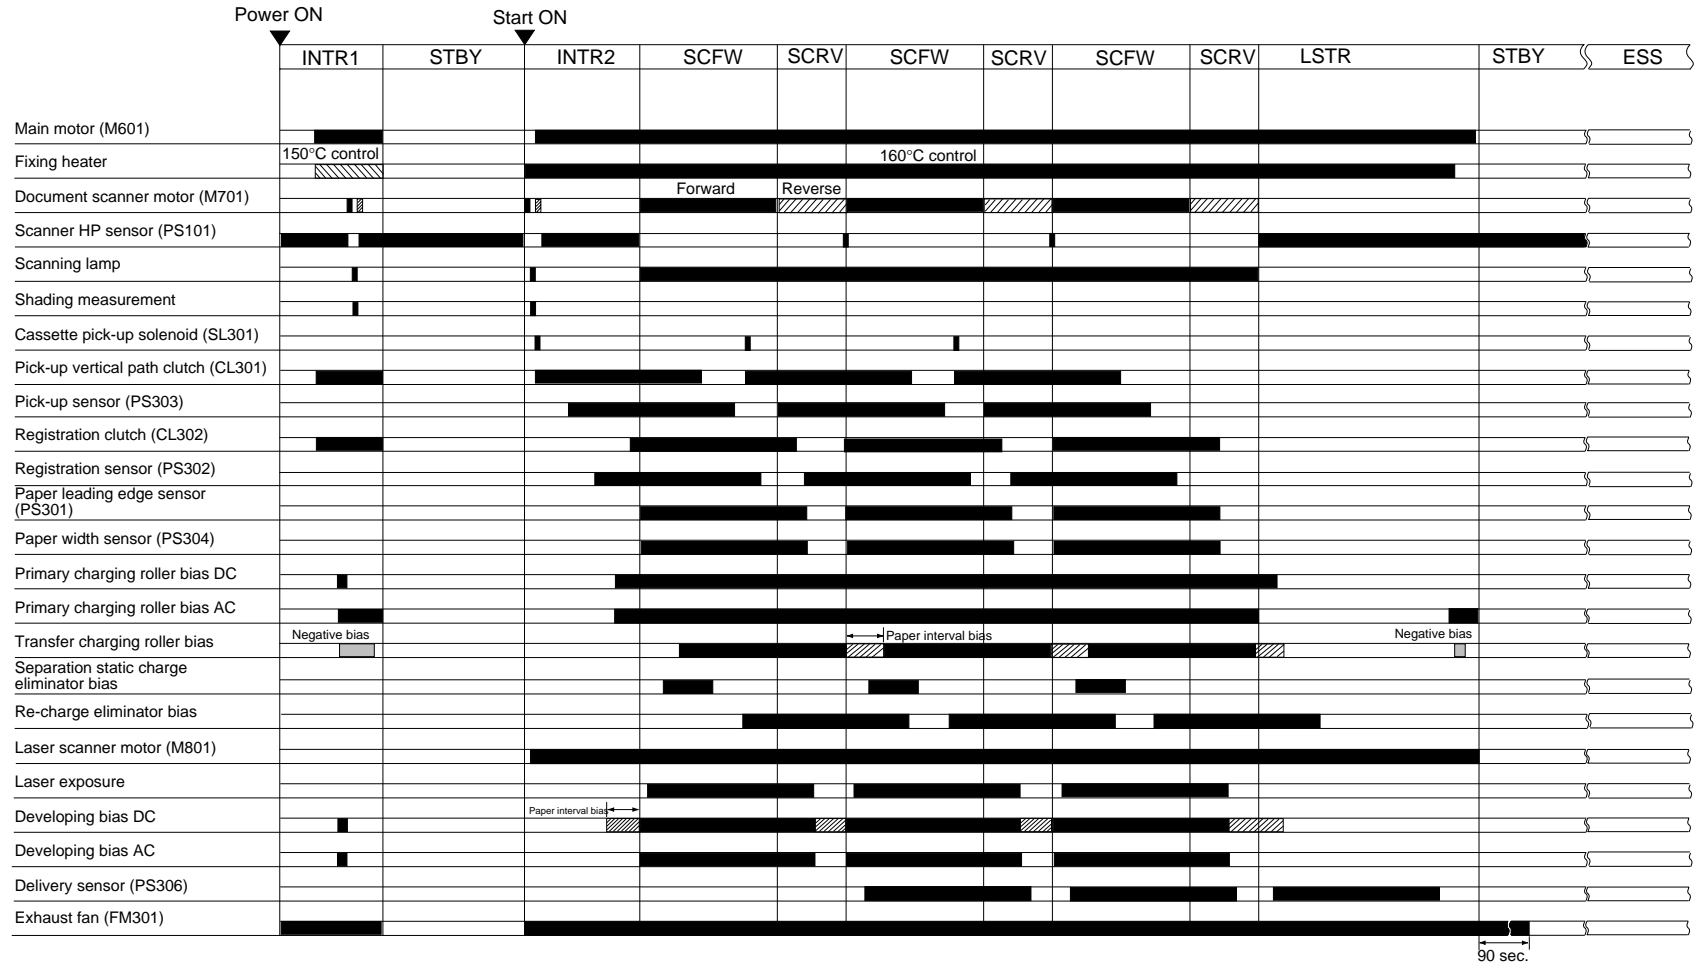 Power ON
Start ON
INTR1 STBY INTR2 SCFW SCRV SCFW SCRV SCFW SCRV LSTR STBY ESS
Main motor (M601)
150°C control
160°C control
Fixing heater
Forward Reverse
Document scanner motor (M701)
Scanner HP sensor (PS101)
Scanning lamp
Shading measurement
Cassette pick-up solenoid (SL301)
Pick-up vertical path clutch (CL301)
Pick-up sensor (PS303)
Registration clutch (CL302)
Registration sensor (PS302)
Paper leading edge sensor
(PS301)
Paper width sensor (PS304)
Primary charging roller bias DC
Primary charging roller bias AC
Negative bias Paper interval bias Negative bias
Transfer charging roller bias
Separation static charge
eliminator bias
Re-charge eliminator bias
Laser scanner motor (M801)
Laser exposure
Paper interval bias
Developing bias DC
Developing bias AC
Delivery sensor (PS306)
Exhaust fan (FM301)
90 sec.